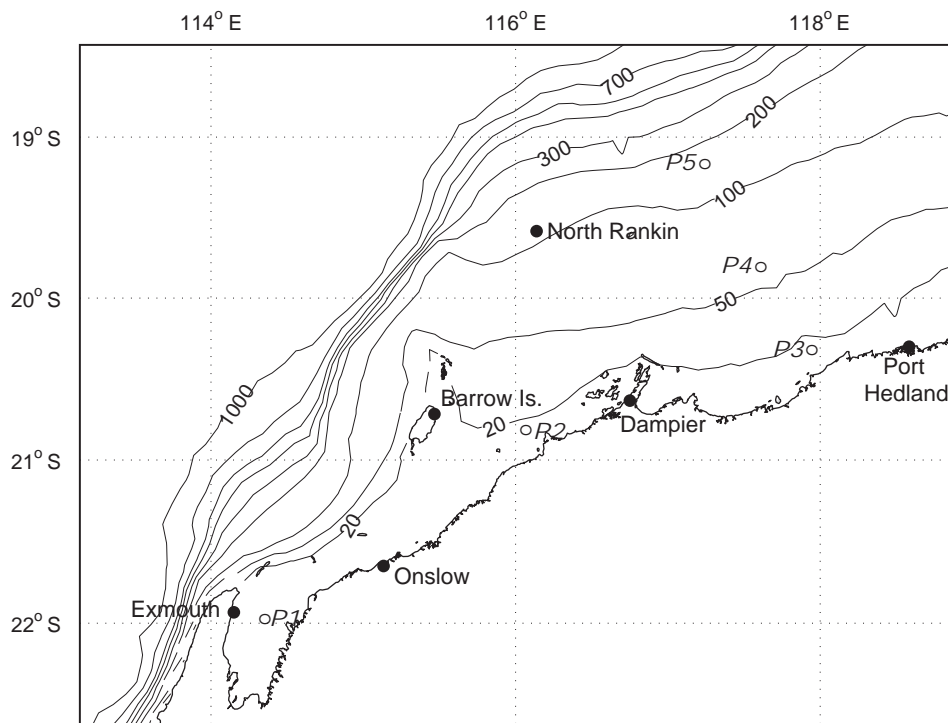 114° E
116° E
118° E
700
200
19° S
300
P5
100
North Rankin
P4
20° S
50
P3
Port
Hedland
1000
Barrow Is.
20
P2
Dampier
21° S
20
Onslow
Exmouth
P1
22° S